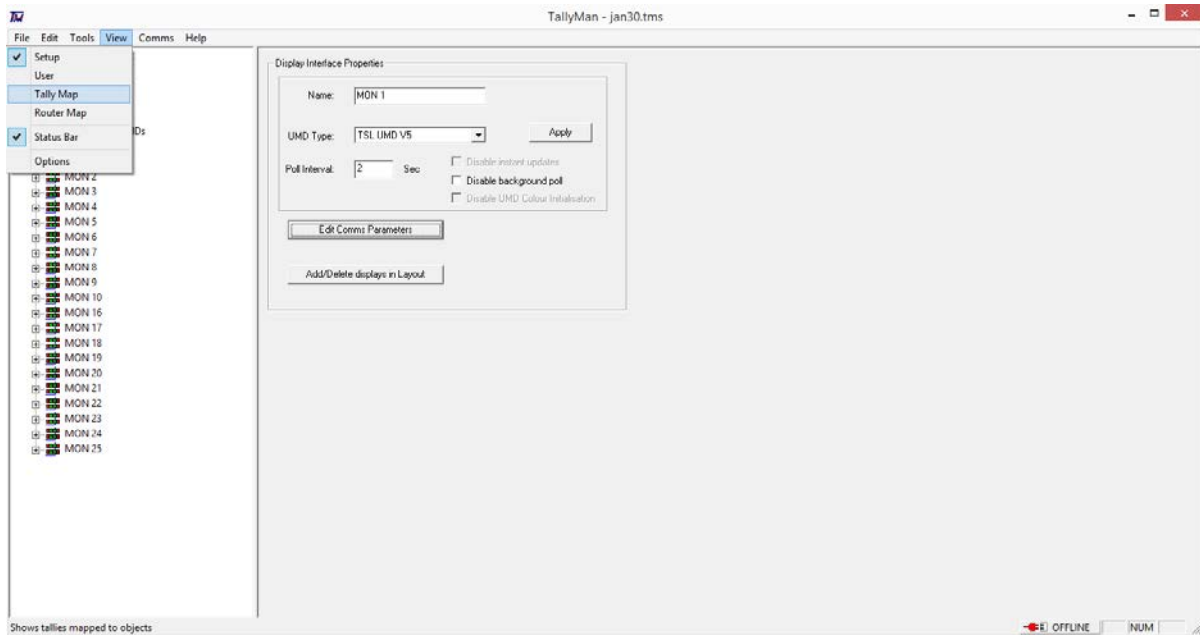 TallyMan - jan30.tms
File Edit Tools View Comms Help
Setup
User
Tally Map
Router Map
Status Bar
Options
IDs
MON 2
MON 3
MON 4
MON 5
MON 6
MON 7
MON 8
MON 9
MON 10
MON 16
MON 17
MON 18
MON 19
MON 20
MON 21
MON 22
MON 23
MON 24
MON 25
Display Interface Properties
Name: MON 1
UMD Type: TSL UMD V5 Apply
Poll Interval: 2 Sec
Disable instant updates
Disable background poll
Disable UMD Colour Initialisation
Edit Comms Parameters
Add/Delete displays in Layout
Shows tallies mapped to objects
OFFLINE NUM